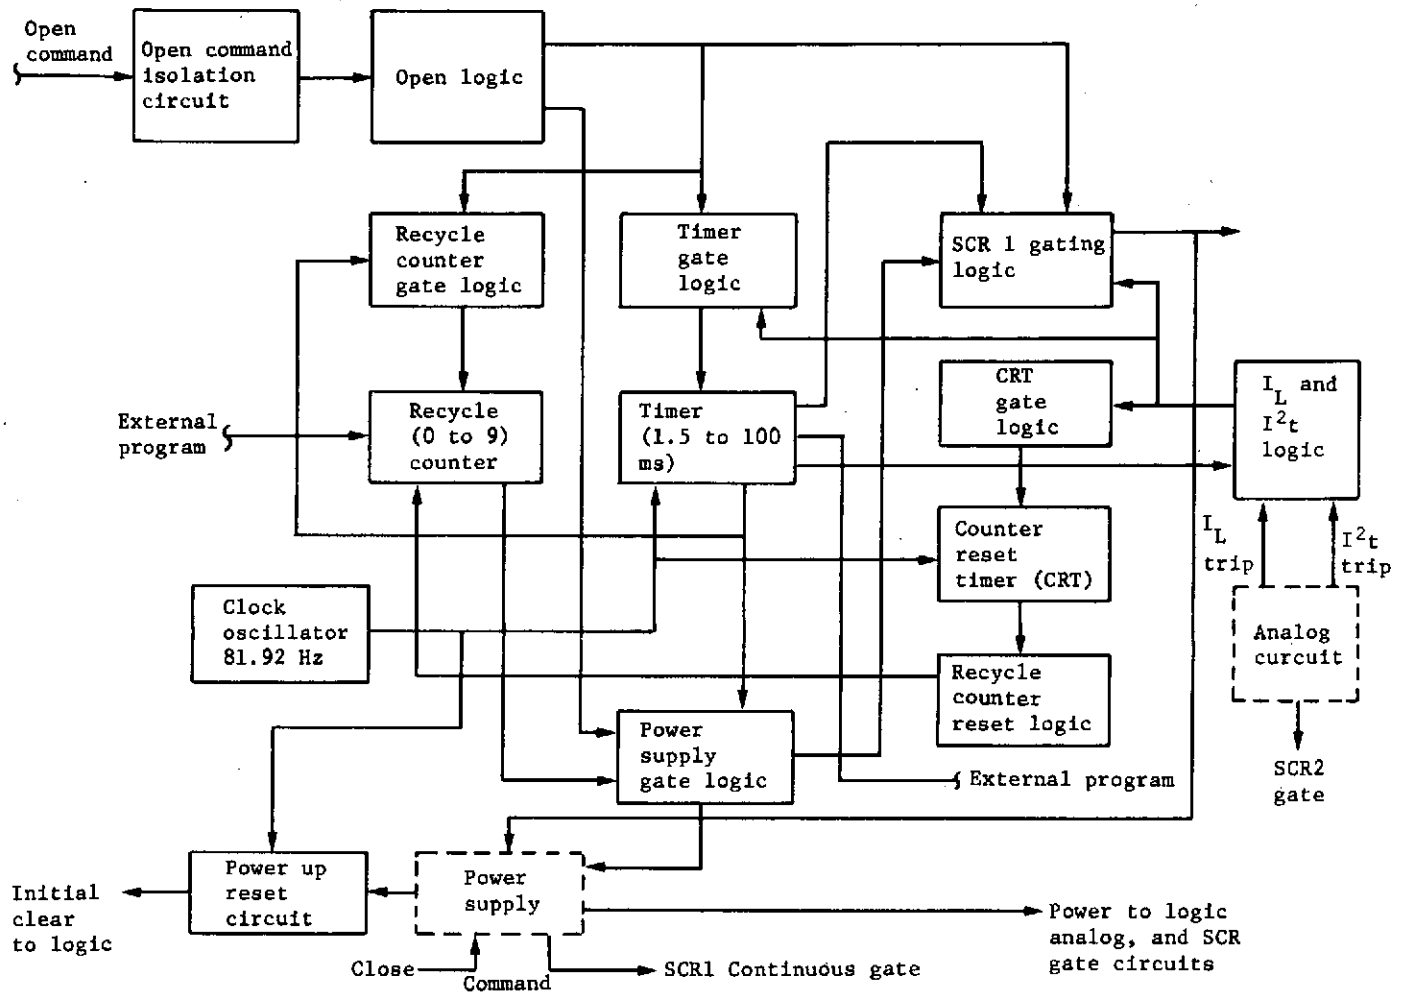 Open
command
Open command
isolation
circuit
Open logic
Recycle
counter
gate logic
Timer
gate
logic
SCR 1 gating
logic
External
program
Recycle
(0 to 9)
counter
Timer
(1.5 to 100
ms)
CRT
gate
logic
I_L and
I²t
logic
Counter
reset
timer (CRT)
I_L
trip
I²t
trip
Clock
oscillator
81.92 Hz
Analog
curcuit
Recycle
counter
reset logic
Power
supply
gate logic
External program
SCR2
gate
Initial
clear
to logic
Power up
reset
circuit
Power
supply
Power to logic
analog, and SCR
gate circuits
Close
Command
SCR1 Continuous gate